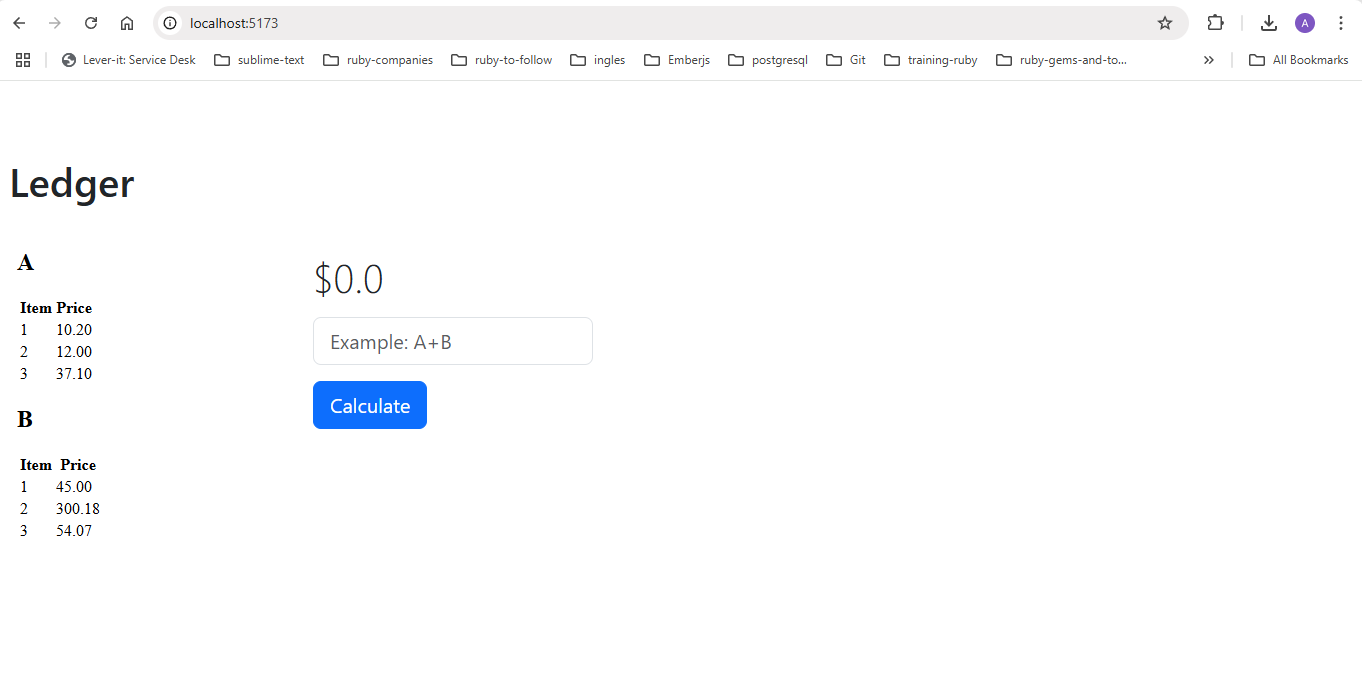 localhost:5173
A
Lever-it: Service Desk sublime-text ruby-companies ruby-to-follow ingles Emberjs postgresql Git training-ruby ruby-gems-and-to... All Bookmarks
Ledger
A
Item Price
1 10.20
2 12.00
3 37.10
B
Item Price
1 45.00
2 300.18
3 54.07
$0.0
Example: A+B
Calculate